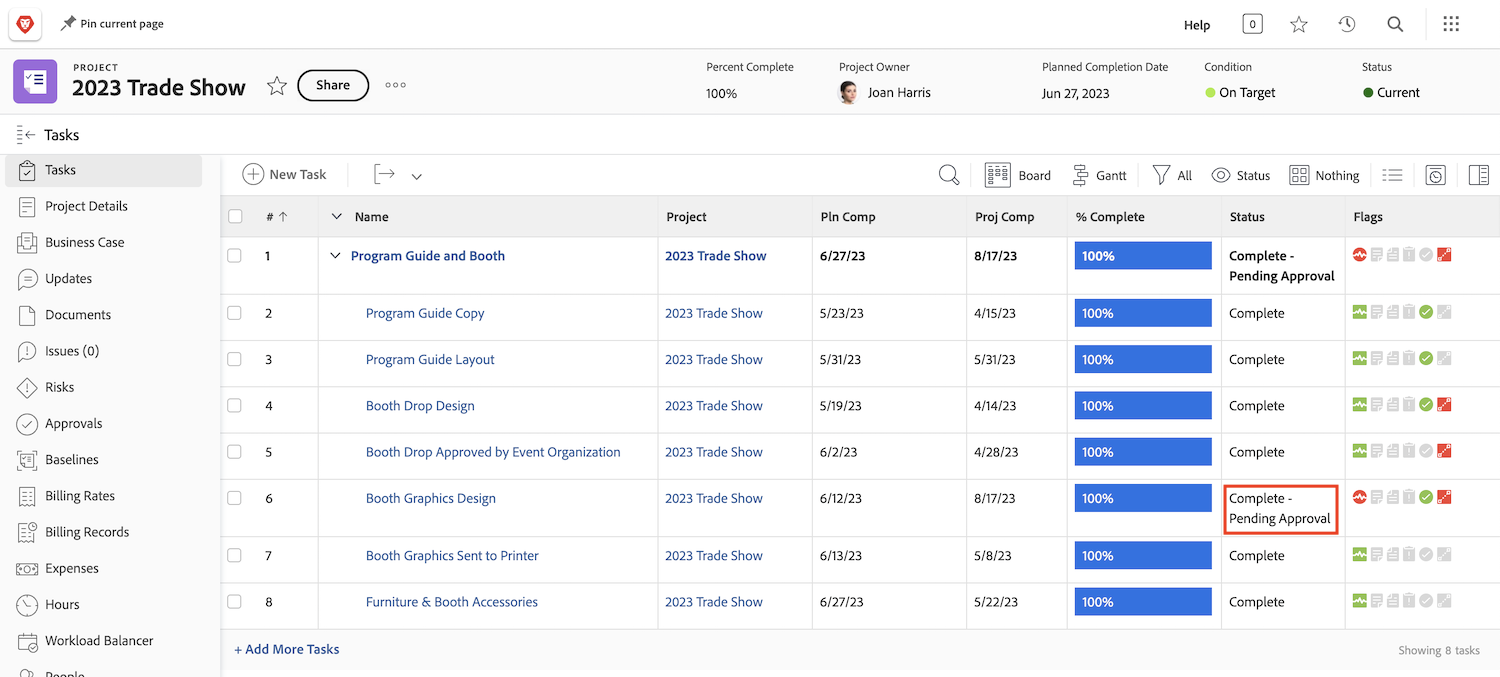 Pin current page
Help
0
PROJECT
2023 Trade Show
Share
Percent Complete
100%
Project Owner
Joan Harris
Planned Completion Date
Jun 27, 2023
Condition
On Target
Status
Current
Tasks
Tasks
Project Details
Business Case
Updates
Documents
Issues (0)
Risks
Approvals
Baselines
Billing Rates
Billing Records
Expenses
Hours
Workload Balancer
People
New Task
Board
Gantt
All
Status
Nothing
# Name Project Pln Comp Proj Comp % Complete Status Flags
1 Program Guide and Booth 2023 Trade Show 6/27/23 8/17/23 100% Complete -
Pending Approval
2 Program Guide Copy 2023 Trade Show 5/23/23 4/15/23 100% Complete
3 Program Guide Layout 2023 Trade Show 5/31/23 5/31/23 100% Complete
4 Booth Drop Design 2023 Trade Show 5/19/23 4/14/23 100% Complete
5 Booth Drop Approved by Event Organization 2023 Trade Show 6/2/23 4/28/23 100% Complete
6 Booth Graphics Design 2023 Trade Show 6/12/23 8/17/23 100% Complete -
Pending Approval
7 Booth Graphics Sent to Printer 2023 Trade Show 6/13/23 5/8/23 100% Complete
8 Furniture & Booth Accessories 2023 Trade Show 6/27/23 5/22/23 100% Complete
+ Add More Tasks
Showing 8 tasks